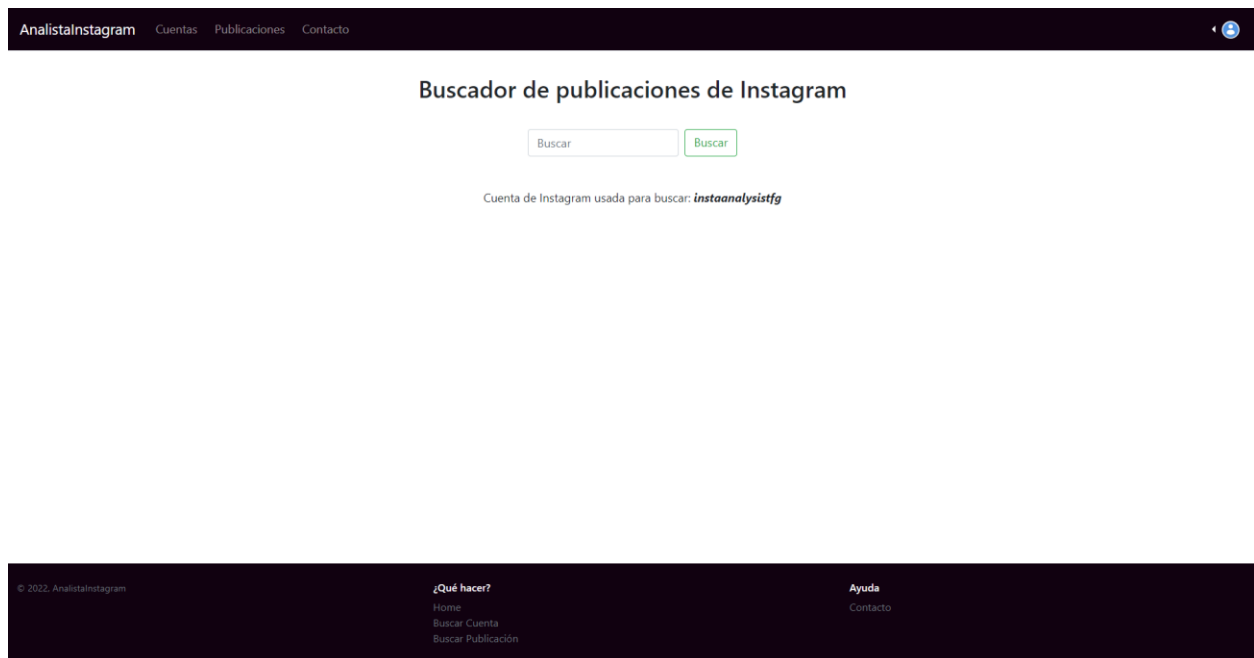 AnalistaInstagram Cuentas Publicaciones Contacto
Buscador de publicaciones de Instagram
Buscar Buscar
Cuenta de Instagram usada para buscar: instaanalysistfg
© 2022. AnalistaInstagram
¿Qué hacer?
Home
Buscar Cuenta
Buscar Publicación
Ayuda
Contacto